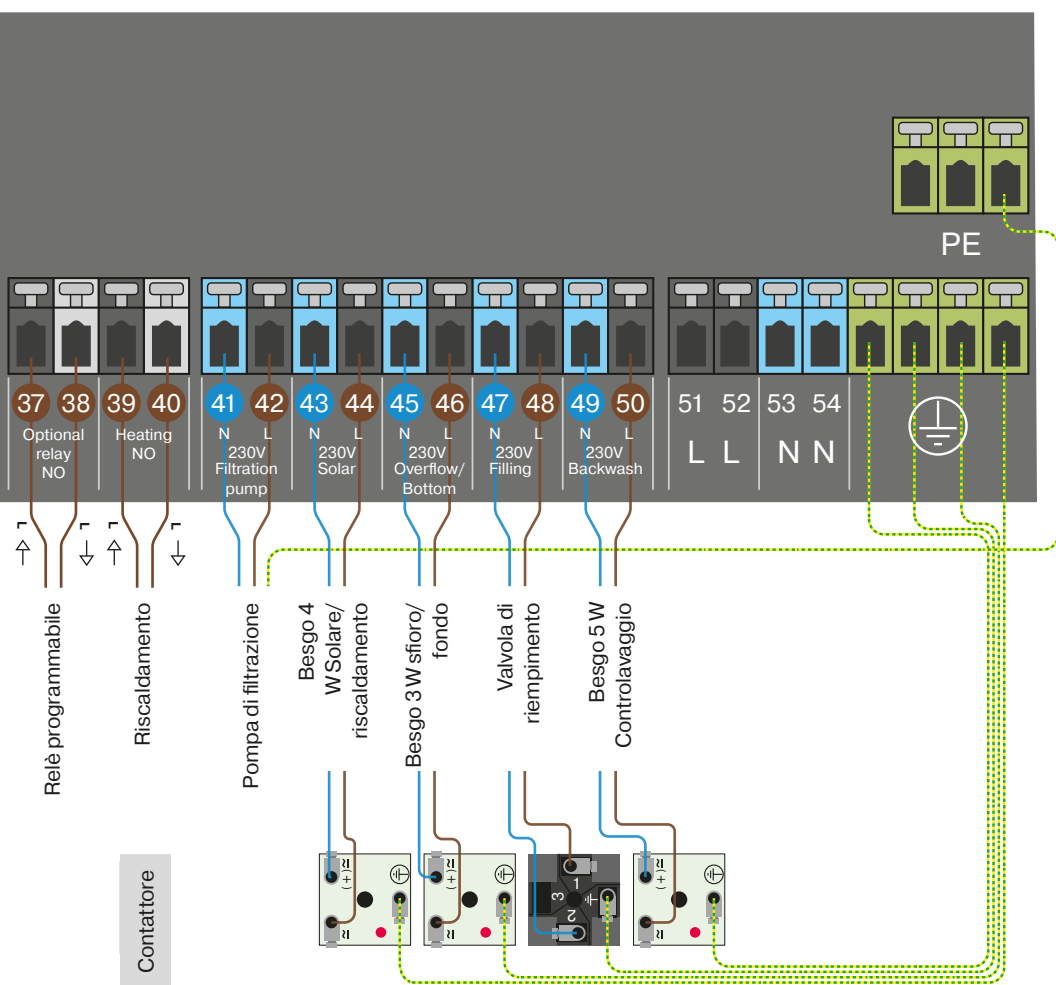 PE
37 38 39 40 41 42 43 44 45 46 47 48 49 50 51 52 53 54
Optional
relay
NO
Heating
NO
N L
230V
Filtration
pump
N L
230V
Solar
N L
230V
Overflow/
Bottom
N L
230V
Filling
N L
230V
Backwash
L L
N N
L
L
L
L
Relè programmabile
Riscaldamento
Pompa di filtrazione
Besgo 4
W Solare/
riscaldamento
Besgo 3 W sfioro/
fondo
Valvola di
riempimento
Besgo 5 W
Controlavaggio
Contattore
≈(+)
≈
≈(+)
≈
1
3
2
≈(+)
≈